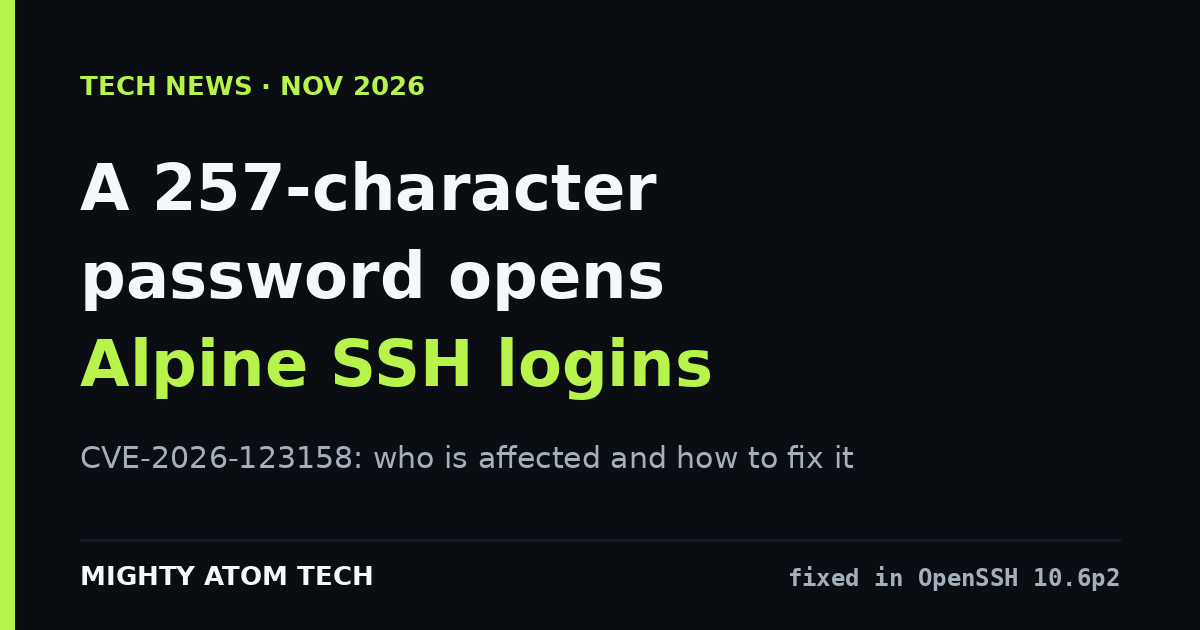 TECH NEWS · NOV 2026
A 257-character
password opens
Alpine SSH logins
CVE-2026-123158: who is affected and how to fix it
MIGHTY ATOM TECH
fixed in OpenSSH 10.6p2